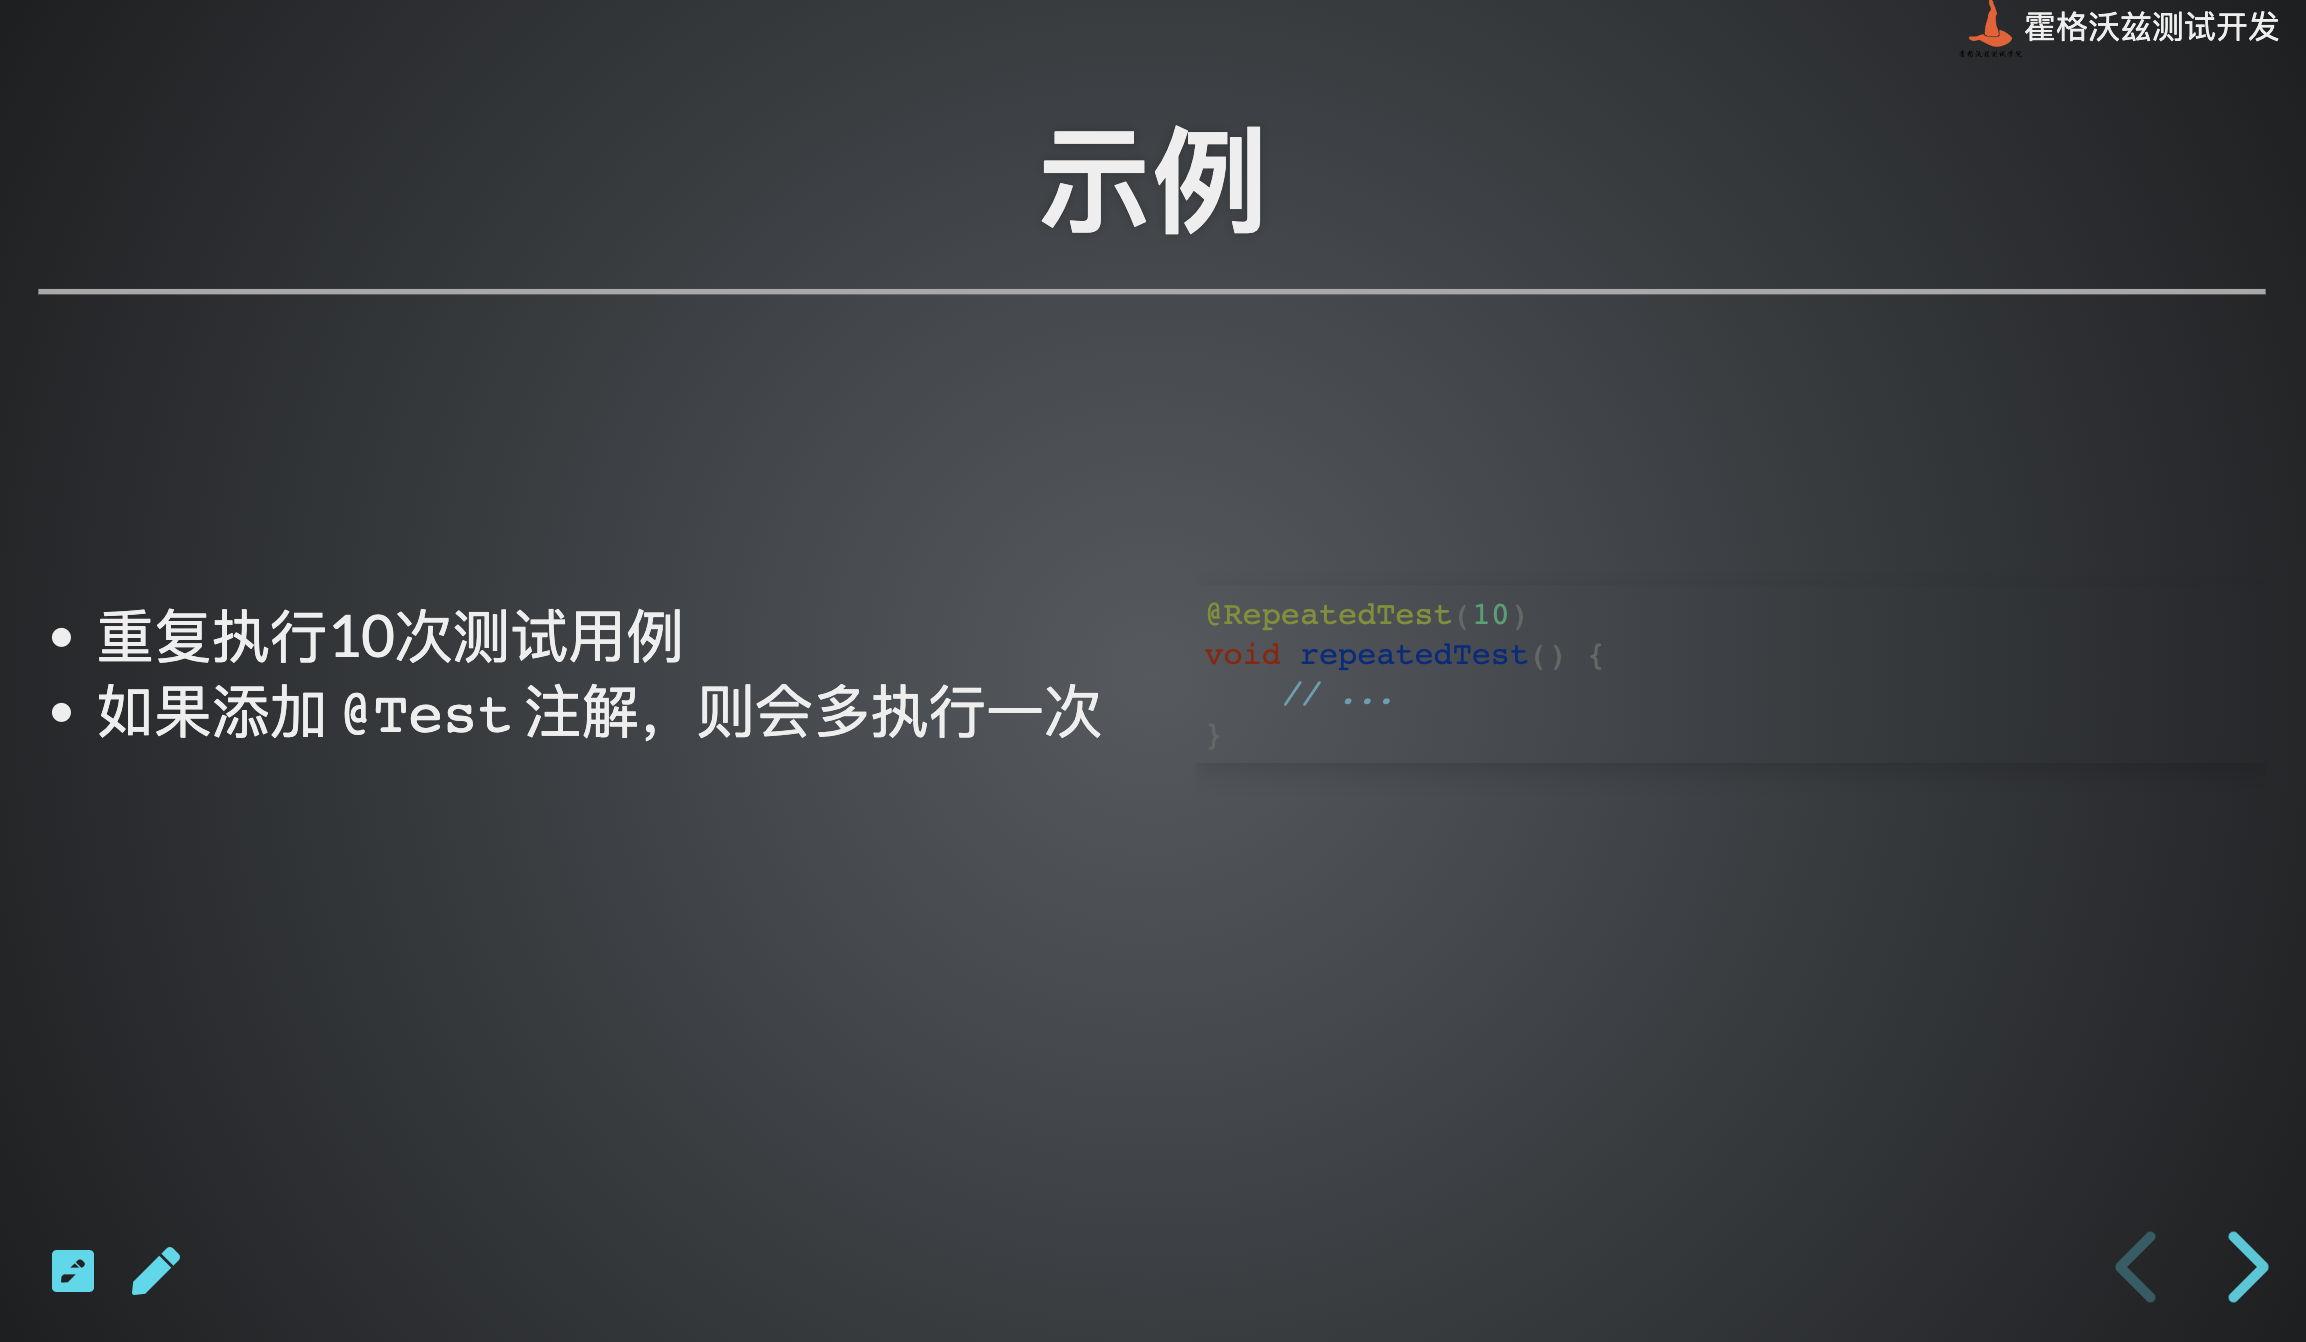 霍格沃兹测试开发
示例
重复执行10次测试用例
如果添加 @Test 注解，则会多执行一次
@RepeatedTest(10)
void repeatedTest() {
    // ...
}